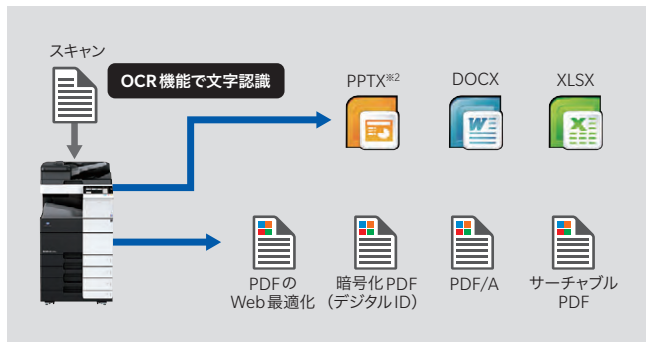 スキャン
OCR機能で文字認識
PPTX※2
DOCX
XLSX
PDFの
Web最適化
暗号化PDF
（デジタルID）
PDF/A
サーチャブル
PDF